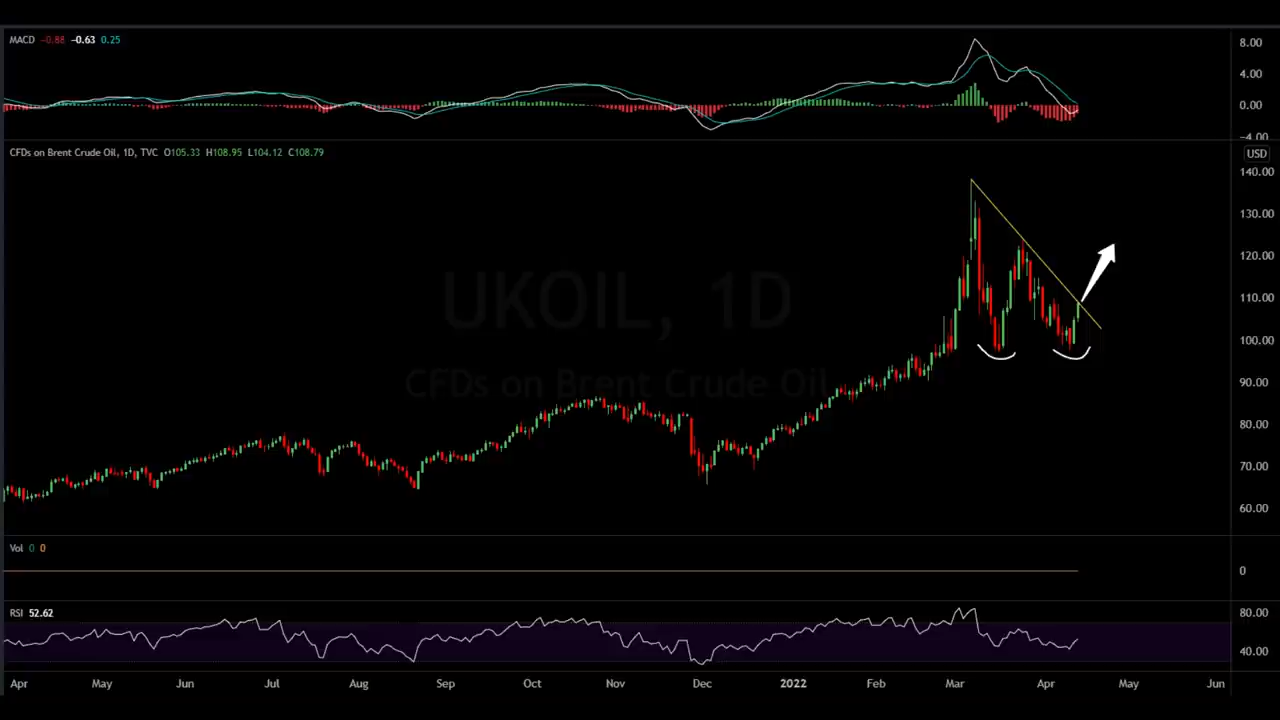 MACD -0.88 -0.63 0.25
8.00
4.00
0.00
-4.00
CFDs on Brent Crude Oil, 1D, TVC O105.33 H108.95 L104.12 C108.79
USD
140.00
130.00
120.00
110.00
100.00
90.00
80.00
70.00
60.00
UKOIL, 1D
CFDs on Brent Crude Oil
Vol 0 0
0
RSI 52.62
80.00
40.00
Apr May Jun Jul Aug Sep Oct Nov Dec 2022 Feb Mar Apr May Jun